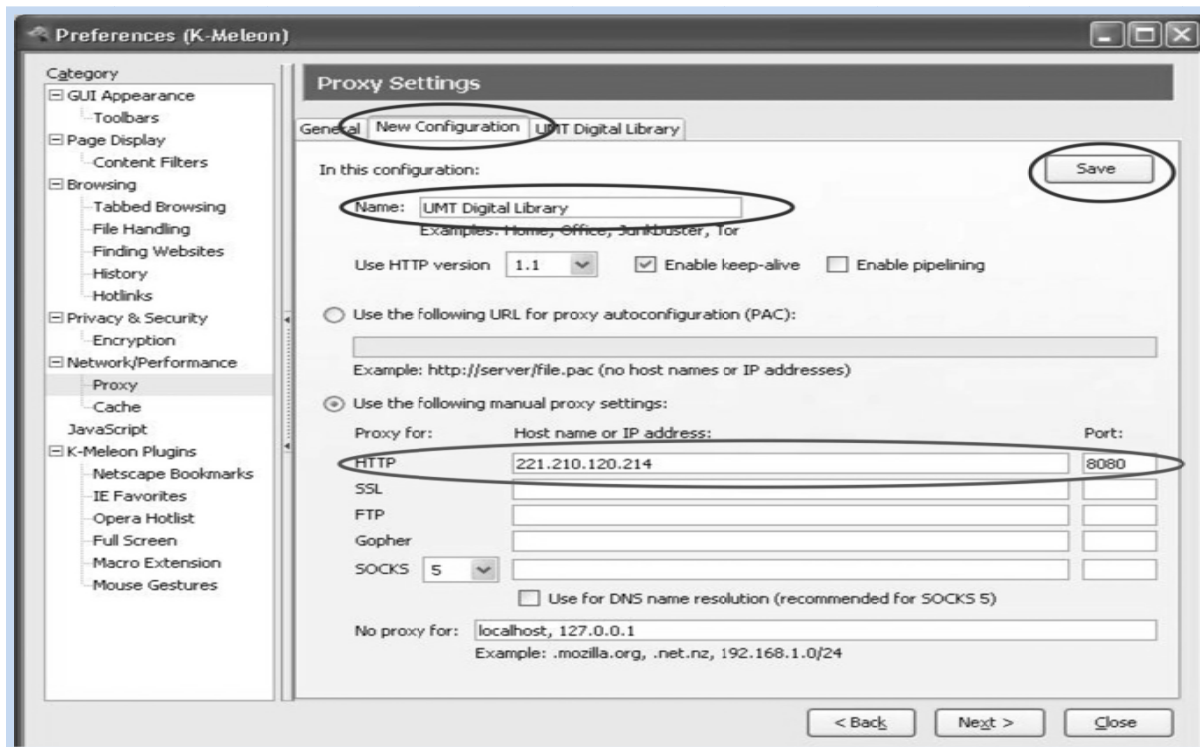 Preferences (K-Meleon)
Category
GUI Appearance
Toolbars
Page Display
Content Filters
Browsing
Tabbed Browsing
File Handling
Finding Websites
History
Hotlinks
Privacy & Security
Encryption
Network/Performance
Proxy
Cache
JavaScript
K-Meleon Plugins
Netscape Bookmarks
IE Favorites
Opera Hotlist
Full Screen
Macro Extension
Mouse Gestures
Proxy Settings
General New Configuration UMT Digital Library
In this configuration:
Save
Name: UMT Digital Library
Examples: Home, Office, Junkbuster, Tor
Use HTTP version 1.1 Enable keep-alive Enable pipelining
Use the following URL for proxy autoconfiguration (PAC):
Example: http://server/file.pac (no host names or IP addresses)
Use the following manual proxy settings:
Proxy for: Host name or IP address: Port:
HTTP 221.210.120.214 8080
SSL
FTP
Gopher
SOCKS 5
Use for DNS name resolution (recommended for SOCKS 5)
No proxy for: localhost, 127.0.0.1
Example: .mozilla.org, .net.nz, 192.168.1.0/24
< Back Next > Close